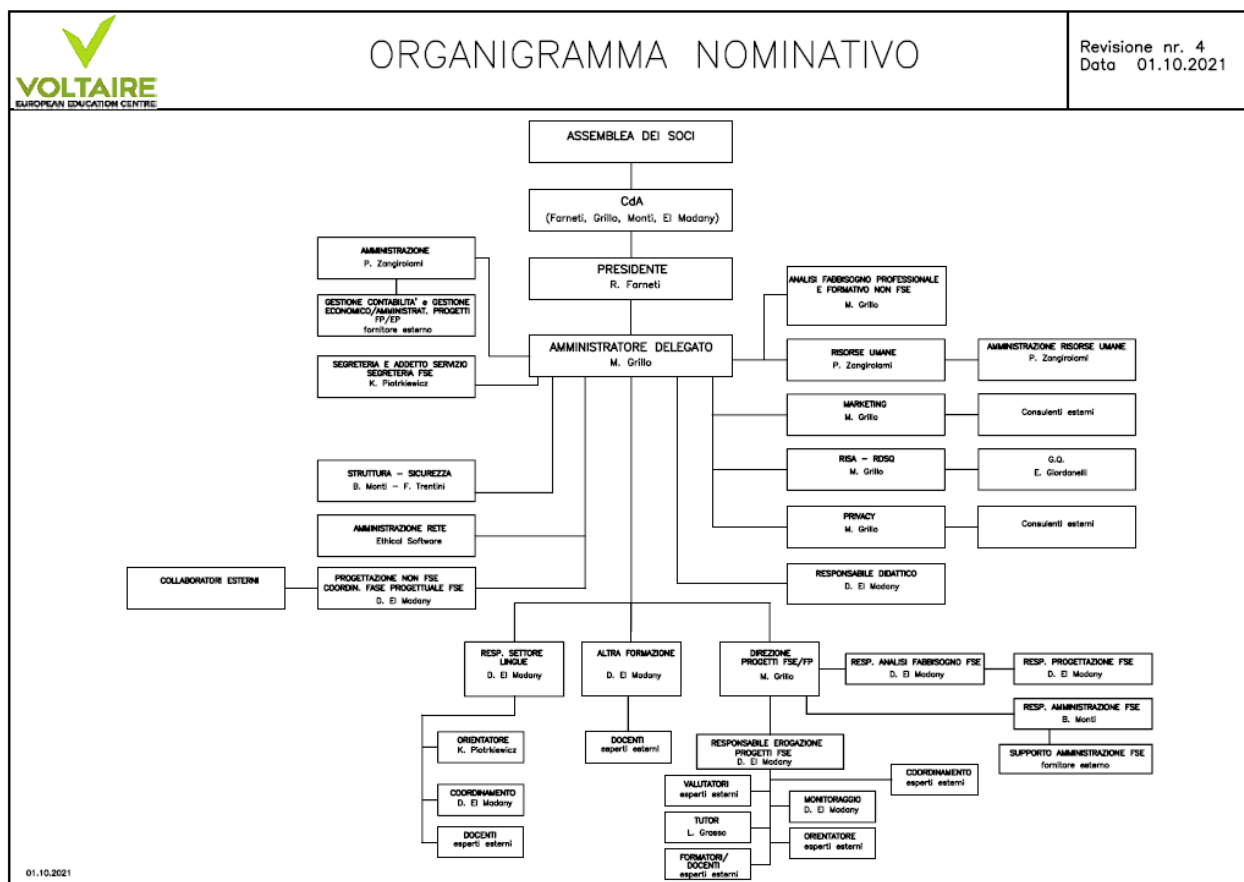 VOLTAIRE
EUROPEAN EDUCATION CENTRE
ORGANIGRAMMA NOMINATIVO
Revisione nr. 4
Data 01.10.2021
ASSEMBLEA DEI SOCI
CdA
(Farneti, Grillo, Monti, El Madany)
AMMINISTRAZIONE
P. Zangirolami
PRESIDENTE
R. Farneti
ANALISI FABBISOGNO PROFESSIONALE
E FORMATIVO NON FSE
M. Grillo
GESTIONE CONTABILITA' e GESTIONE
ECONOMICO/AMMINISTRAT. PROGETTI
FP/EP
fornitore esterno
AMMINISTRATORE DELEGATO
M. Grillo
RISORSE UMANE
P. Zangirolami
AMMINISTRAZIONE RISORSE UMANE
P. Zangirolami
SEGRETERIA E ADDETTO SERVIZIO
SEGRETERIA FSE
K. Piotrkiewicz
MARKETING
M. Grillo
Consulenti esterni
STRUTTURA – SICUREZZA
B. Monti – F. Trentini
RISA – RDSQ
M. Grillo
G.Q.
E. Giordanelli
AMMINISTRAZIONE RETE
Ethical Software
PRIVACY
M. Grillo
Consulenti esterni
COLLABORATORI ESTERNI
PROGETTAZIONE NON FSE
COORDIN. FASE PROGETTUALE FSE
D. El Madany
RESPONSABILE DIDATTICO
D. El Madany
RESP. SETTORE
LINGUE
D. El Madany
ALTRA FORMAZIONE
D. El Madany
DIREZIONE
PROGETTI FSE/FP
M. Grillo
RESP. ANALISI FABBISOGNO FSE
D. El Madany
RESP. PROGETTAZIONE FSE
D. El Madany
RESP. AMMINISTRAZIONE FSE
B. Monti
ORIENTATORE
K. Piotrkiewicz
DOCENTI
esperti esterni
RESPONSABILE EROGAZIONE
PROGETTI FSE
D. El Madany
SUPPORTO AMMINISTRAZIONE FSE
fornitore esterno
COORDINAMENTO
D. El Madany
VALUTATORI
esperti esterni
COORDINAMENTO
esperti esterni
MONITORAGGIO
D. El Madany
DOCENTI
esperti esterni
TUTOR
L. Grasso
ORIENTATORE
esperti esterni
FORMATORI/
DOCENTI
esperti esterni
01.10.2021